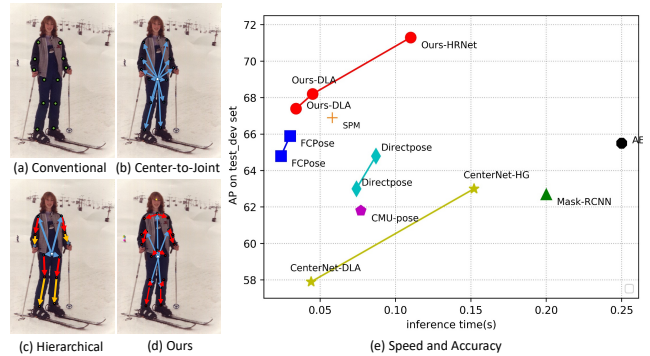 (a) Conventional
(b) Center-to-Joint
(c) Hierarchical
(d) Ours
AP on test_dev set
72
70
68
66
64
62
60
58
Ours-HRNet
Ours-DLA
Ours-DLA
SPM
FCPose
FCPose
Directpose
Directpose
AE
CenterNet-HG
Mask-RCNN
CMU-pose
CenterNet-DLA
0.05
0.10
0.15
0.20
0.25
inference time(s)
(e) Speed and Accuracy